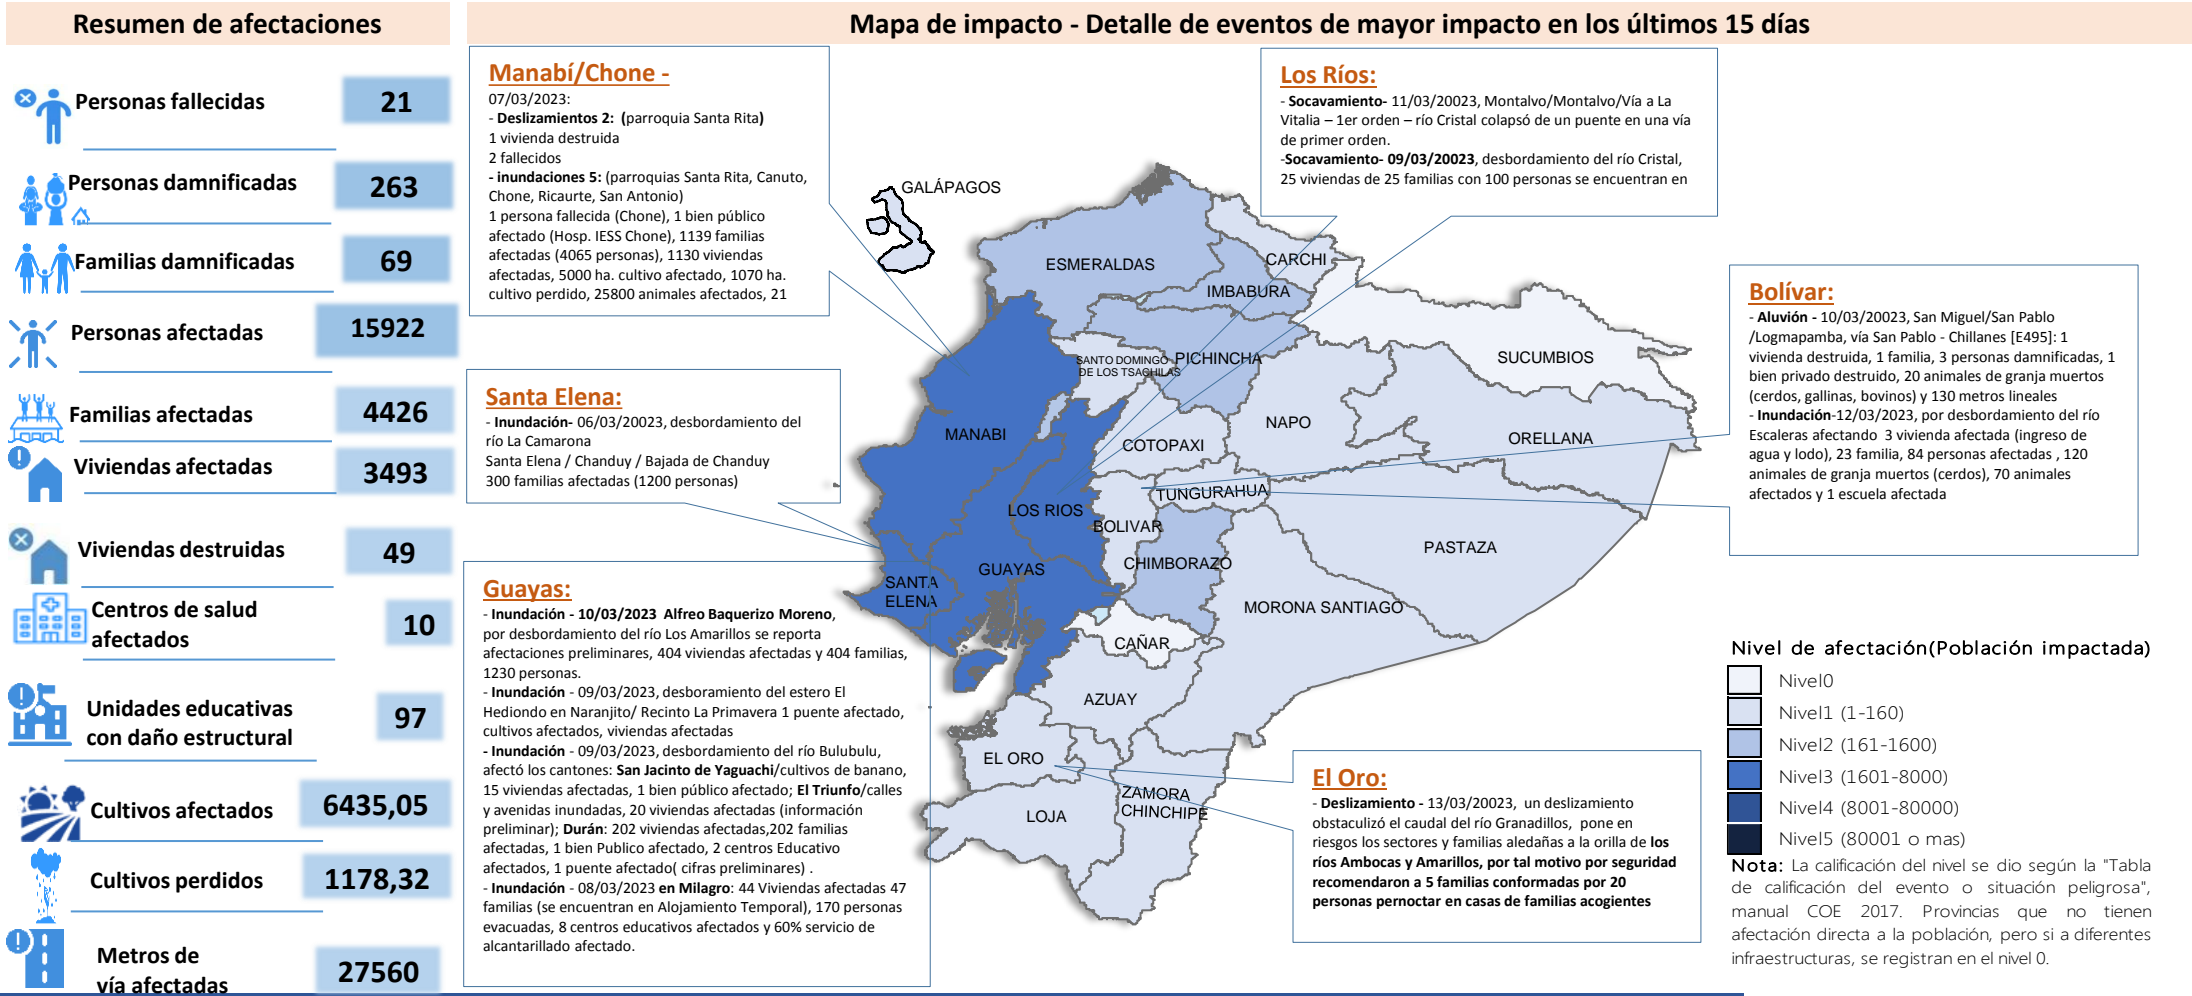 Resumen de afectaciones
Personas fallecidas
21
Personas damnificadas
263
Familias damnificadas
69
Personas afectadas
15922
Familias afectadas
4426
Viviendas afectadas
3493
Viviendas destruidas
49
Centros de salud
afectados
10
Unidades educativas
con daño estructural
97
Cultivos afectados
6435,05
Cultivos perdidos
1178,32
Metros de
vía afectadas
27560
Mapa de impacto - Detalle de eventos de mayor impacto en los últimos 15 días
Manabí/Chone -
07/03/2023:
- Deslizamientos 2: (parroquia Santa Rita)
1 vivienda destruida
2 fallecidos
- inundaciones 5: (parroquias Santa Rita, Canuto,
Chone, Ricaurte, San Antonio)
1 persona fallecida (Chone), 1 bien público
afectado (Hosp. IESS Chone), 1139 familias
afectadas (4065 personas), 1130 viviendas
afectadas, 5000 ha. cultivo afectado, 1070 ha.
cultivo perdido, 25800 animales afectados, 21
Santa Elena:
- Inundación- 06/03/20023, desbordamiento del
río La Camarona
Santa Elena / Chanduy / Bajada de Chanduy
300 familias afectadas (1200 personas)
Guayas:
- Inundación - 10/03/2023 Alfreo Baquerizo Moreno,
por desbordamiento del río Los Amarillos se reporta
afectaciones preliminares, 404 viviendas afectadas y 404 familias,
1230 personas.
- Inundación - 09/03/2023, desboramiento del estero El
Hediondo en Naranjito/ Recinto La Primavera 1 puente afectado,
cultivos afectados, viviendas afectadas
- Inundación - 09/03/2023, desbordamiento del río Bulubulu,
afectó los cantones: San Jacinto de Yaguachi/cultivos de banano,
15 viviendas afectadas, 1 bien público afectado; El Triunfo/calles
y avenidas inundadas, 20 viviendas afectadas (información
preliminar); Durán: 202 viviendas afectadas,202 familias
afectadas, 1 bien Publico afectado, 2 centros Educativo
afectados, 1 puente afectado( cifras preliminares) .
- Inundación - 08/03/2023 en Milagro: 44 Viviendas afectadas 47
familias (se encuentran en Alojamiento Temporal), 170 personas
evacuadas, 8 centros educativos afectados y 60% servicio de
alcantarillado afectado.
Los Ríos:
- Socavamiento- 11/03/20023, Montalvo/Montalvo/Vía a La
Vitalia – 1er orden – río Cristal colapsó de un puente en una vía
de primer orden.
-Socavamiento- 09/03/20023, desbordamiento del río Cristal,
25 viviendas de 25 familias con 100 personas se encuentran en
Bolívar:
- Aluvión - 10/03/20023, San Miguel/San Pablo
/Logmapamba, vía San Pablo - Chillanes [E495]: 1
vivienda destruida, 1 familia, 3 personas damnificadas, 1
bien privado destruido, 20 animales de granja muertos
(cerdos, gallinas, bovinos) y 130 metros lineales
- Inundación-12/03/2023, por desbordamiento del río
Escaleras afectando 3 vivienda afectada (ingreso de
agua y lodo), 23 familia, 84 personas afectadas , 120
animales de granja muertos (cerdos), 70 animales
afectados y 1 escuela afectada
El Oro:
- Deslizamiento - 13/03/20023, un deslizamiento
obstaculizó el caudal del río Granadillos, pone en
riesgos los sectores y familias aledañas a la orilla de los
ríos Ambocas y Amarillos, por tal motivo por seguridad
recomendaron a 5 familias conformadas por 20
personas pernoctar en casas de familias acogientes
GALÁPAGOS
ESMERALDAS
CARCHI
IMBABURA
SANTO DOMINGO
DE LOS TSACHILAS
PICHINCHA
SUCUMBIOS
MANABI
COTOPAXI
NAPO
ORELLANA
LOS RIOS
TUNGURAHUA
BOLIVAR
CHIMBORAZO
PASTAZA
SANTA
ELENA
GUAYAS
MORONA SANTIAGO
CAÑAR
AZUAY
EL ORO
ZAMORA
CHINCHIPE
LOJA
Nivel de afectación(Población impactada)
Nivel0
Nivel1 (1-160)
Nivel2 (161-1600)
Nivel3 (1601-8000)
Nivel4 (8001-80000)
Nivel5 (80001 o mas)
Nota: La calificación del nivel se dio según la "Tabla
de calificación del evento o situación peligrosa",
manual COE 2017. Provincias que no tienen
afectación directa a la población, pero si a diferentes
infraestructuras, se registran en el nivel 0.